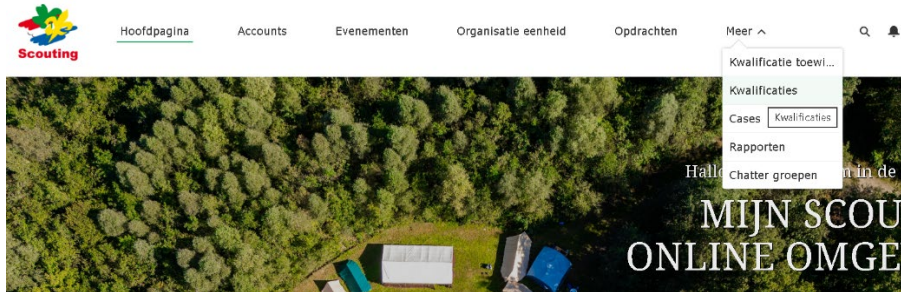 Scouting
Hoofdpagina Accounts Evenementen Organisatie eenheid Opdrachten Meer
Kwalificatie toewi...
Kwalificaties
Cases Kwalificaties
Rapporten
Chatter groepen
in de
MIJN SCOU
ONLINE OMGE